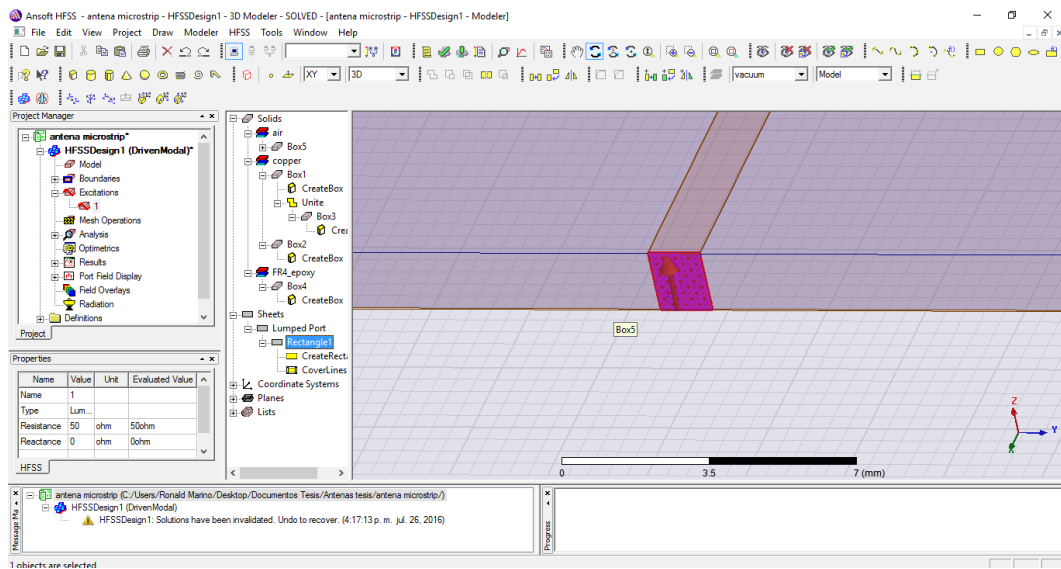 Ansoft HFSS - antena microstrip - HFSSDesign1 - 3D Modeler - SOLVED - [antena microstrip - HFSSDesign1 - Modeler]
File Edit View Project Draw Modeler HFSS Tools Window Help
XY 3D vacuum Model
Project Manager
antena microstrip*
HFSSDesign1 (DrivenModal)*
Model
Boundaries
Excitations
1
Mesh Operations
Analysis
Optimetrics
Results
Port Field Display
Field Overlays
Radiation
Definitions
Project
Properties
Name Value Unit Evaluated Value
Name 1
Type Lum...
Resistance 50 ohm 50ohm
Reactance 0 ohm 0ohm
HFSS
Solids
air
Box5
copper
Box1
CreateBox
Unite
Box3
Crea
Box2
CreateBox
FR4_epoxy
Box4
CreateBox
Sheets
Lumped Port
Rectangle1
CreateRecta
CoverLines
Coordinate Systems
Planes
Lists
Box5
Z
Y
X
0 3.5 7 (mm)
Message Ma
antena microstrip (C:/Users/Ronald Marino/Desktop/Documentos Tesis/Antenas tesis/antena microstrip/)
HFSSDesign1 (DrivenModal)
HFSSDesign1: Solutions have been invalidated. Undo to recover. (4:17:13 p. m. jul. 26, 2016)
Progress
1 objects are selected